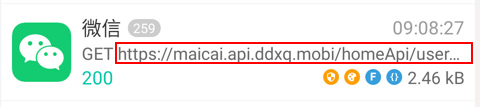 微信 259 09:08:27
GET https://maicai.api.ddxq.mobi/homeApi/user...
200 F {} 2.46 kB